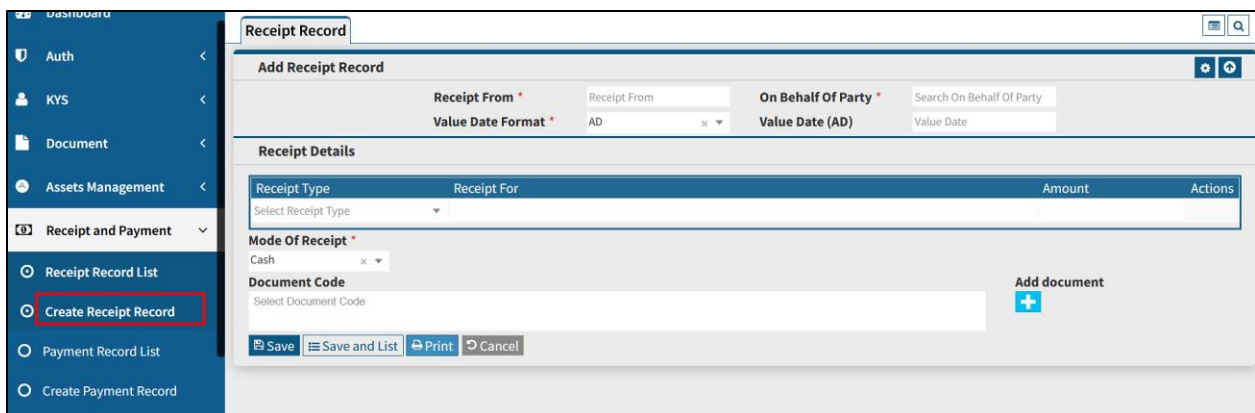 Dashboard
Auth
KYS
Document
Assets Management
Receipt and Payment
Receipt Record List
Create Receipt Record
Payment Record List
Create Payment Record
Receipt Record
Add Receipt Record
Receipt From * Receipt From On Behalf Of Party * Search On Behalf Of Party
Value Date Format * AD × Value Date (AD) Value Date
Receipt Details
Receipt Type Receipt For Amount Actions
Select Receipt Type
Mode Of Receipt *
Cash ×
Document Code Add document
Select Document Code
Save Save and List Print Cancel